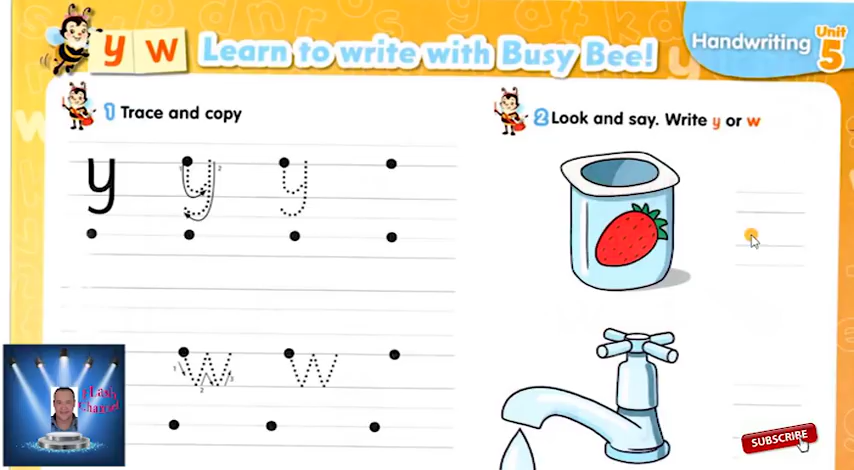 y w Learn to write with Busy Bee!
Handwriting Unit 5
1 Trace and copy
y y y
w w
2 Look and say. Write y or w
Channel
SUBSCRIBE